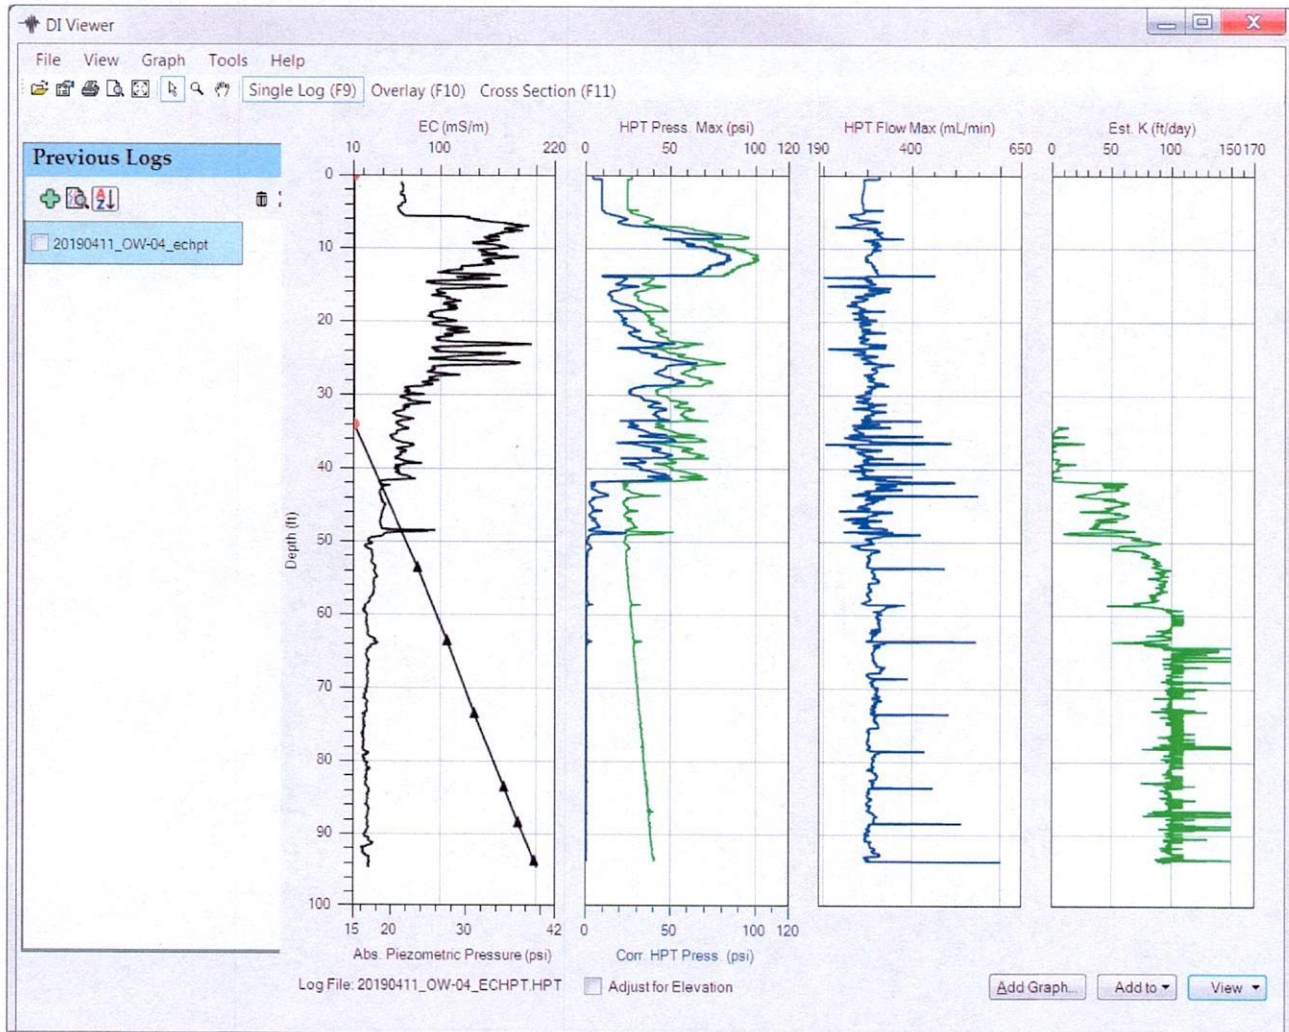 DI Viewer
File View Graph Tools Help
Single Log (F9) Overlay (F10) Cross Section (F11)
Previous Logs
20190411_OW-04_echpt
EC (mS/m) HPT Press. Max (psi) HPT Flow Max (mL/min) Est. K (ft/day)
10 100 220 0 50 100 120 190 400 650 0 50 100 150 170
0
10
20
30
40
50
60
70
80
90
100
Depth (ft)
15 20 30 42 0 50 100 120
Abs. Piezometric Pressure (psi) Corr. HPT Press. (psi)
Log File: 20190411_OW-04_ECHPT.HPT Adjust for Elevation
Add Graph... Add to View